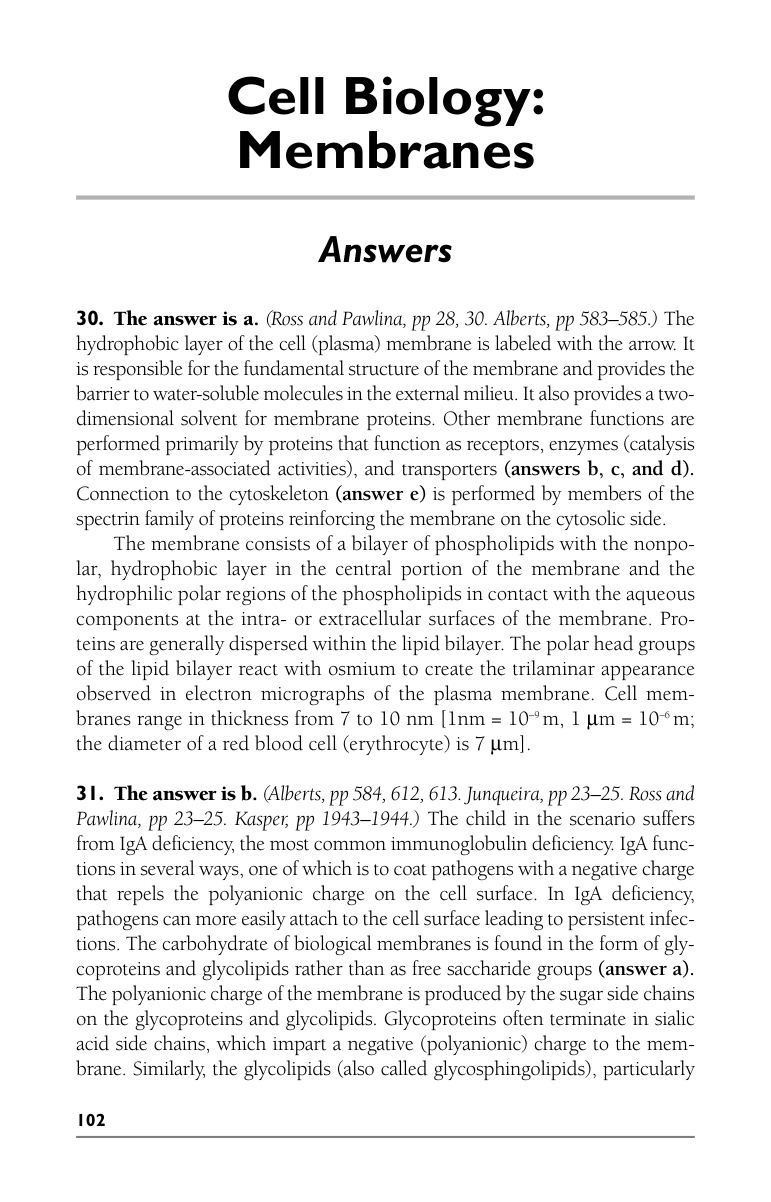 Cell Biology:
Membranes
Answers
30. The answer is a. (Ross and Pawlina, pp 28, 30. Alberts, pp 583–585.) The
hydrophobic layer of the cell (plasma) membrane is labeled with the arrow. It
is responsible for the fundamental structure of the membrane and provides the
barrier to water-soluble molecules in the external milieu. It also provides a two-
dimensional solvent for membrane proteins. Other membrane functions are
performed primarily by proteins that function as receptors, enzymes (catalysis
of membrane-associated activities), and transporters (answers b, c, and d).
Connection to the cytoskeleton (answer e) is performed by members of the
spectrin family of proteins reinforcing the membrane on the cytosolic side.
The membrane consists of a bilayer of phospholipids with the nonpo-
lar, hydrophobic layer in the central portion of the membrane and the
hydrophilic polar regions of the phospholipids in contact with the aqueous
components at the intra- or extracellular surfaces of the membrane. Pro-
teins are generally dispersed within the lipid bilayer. The polar head groups
of the lipid bilayer react with osmium to create the trilaminar appearance
observed in electron micrographs of the plasma membrane. Cell mem-
branes range in thickness from 7 to 10 nm [1nm = 10⁻⁹ m, 1 μm = 10⁻⁶ m;
the diameter of a red blood cell (erythrocyte) is 7 μm].
31. The answer is b. (Alberts, pp 584, 612, 613. Junqueira, pp 23–25. Ross and
Pawlina, pp 23–25. Kasper, pp 1943–1944.) The child in the scenario suffers
from IgA deficiency, the most common immunoglobulin deficiency. IgA func-
tions in several ways, one of which is to coat pathogens with a negative charge
that repels the polyanionic charge on the cell surface. In IgA deficiency,
pathogens can more easily attach to the cell surface leading to persistent infec-
tions. The carbohydrate of biological membranes is found in the form of gly-
coproteins and glycolipids rather than as free saccharide groups (answer a).
The polyanionic charge of the membrane is produced by the sugar side chains
on the glycoproteins and glycolipids. Glycoproteins often terminate in sialic
acid side chains, which impart a negative (polyanionic) charge to the mem-
brane. Similarly, the glycolipids (also called glycosphingolipids), particularly
102